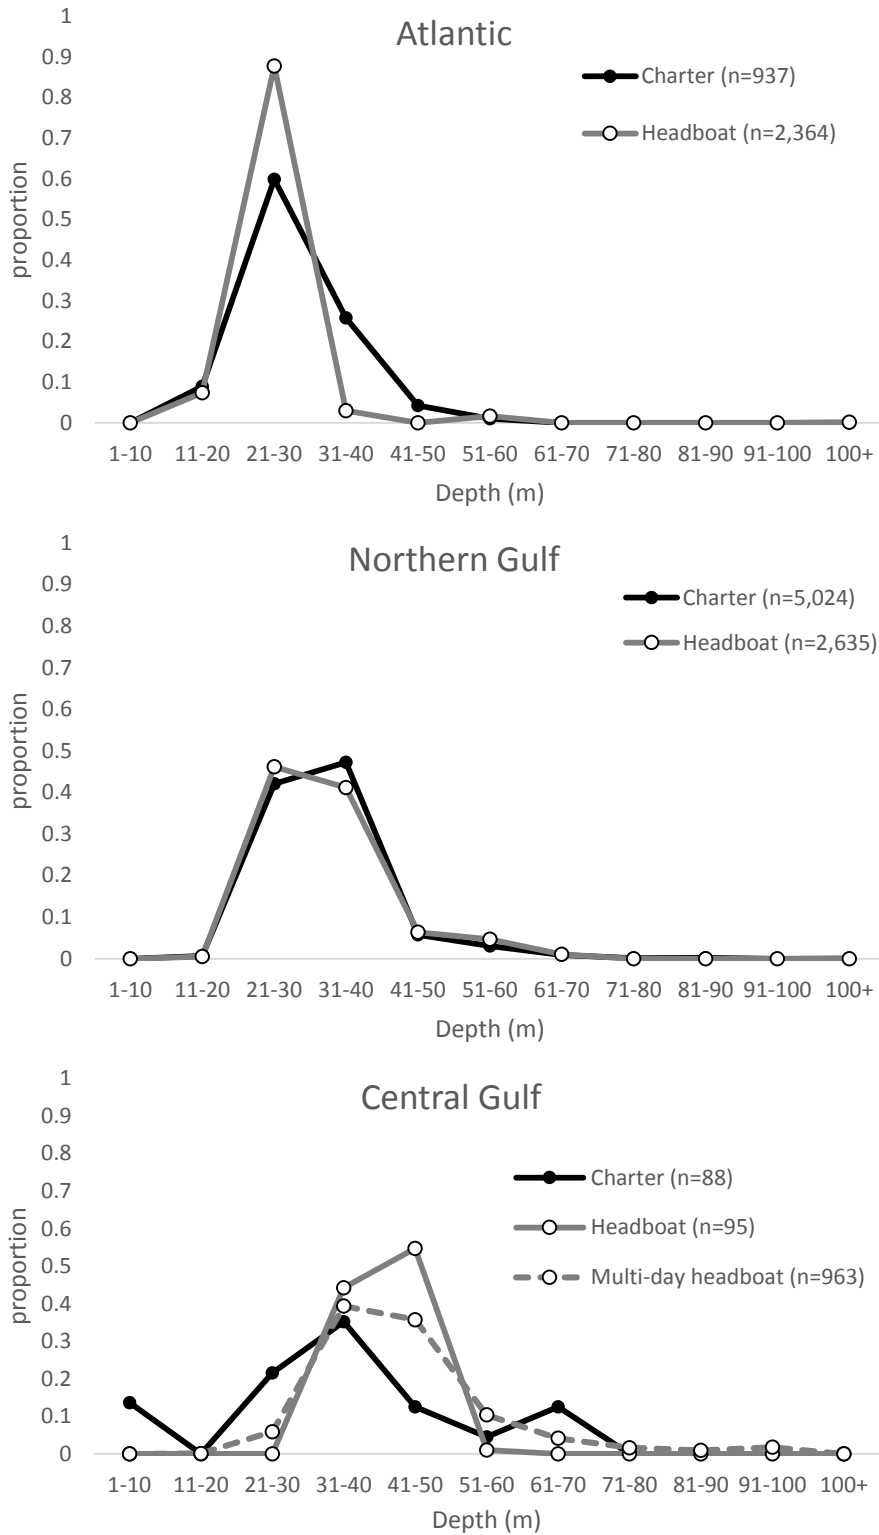 Atlantic
1
0.9
0.8
0.7
0.6
0.5
0.4
0.3
0.2
0.1
0
proportion
Charter (n=937)
Headboat (n=2,364)
1-10 11-20 21-30 31-40 41-50 51-60 61-70 71-80 81-90 91-100 100+
Depth (m)
Northern Gulf
1
0.9
0.8
0.7
0.6
0.5
0.4
0.3
0.2
0.1
0
proportion
Charter (n=5,024)
Headboat (n=2,635)
1-10 11-20 21-30 31-40 41-50 51-60 61-70 71-80 81-90 91-100 100+
Depth (m)
Central Gulf
1
0.9
0.8
0.7
0.6
0.5
0.4
0.3
0.2
0.1
0
proportion
Charter (n=88)
Headboat (n=95)
Multi-day headboat (n=963)
1-10 11-20 21-30 31-40 41-50 51-60 61-70 71-80 81-90 91-100 100+
Depth (m)